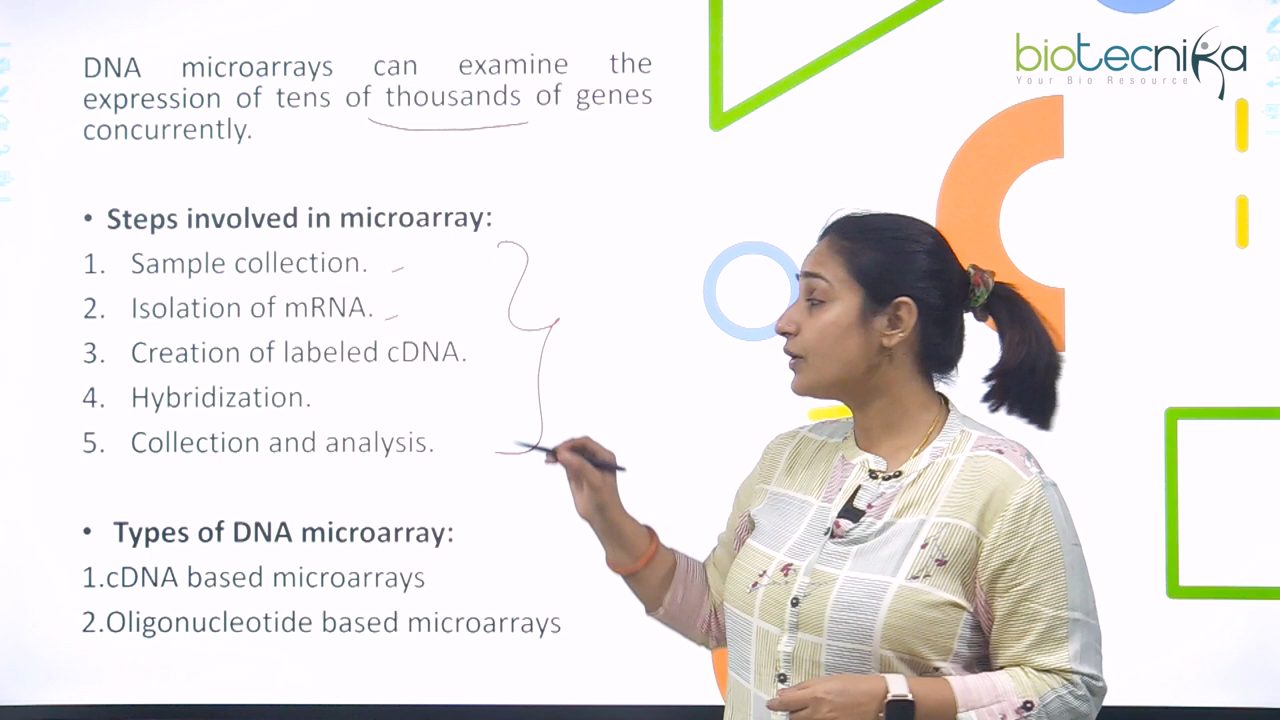 DNA microarrays can examine the
expression of tens of thousands of genes
concurrently.
• Steps involved in microarray:
1. Sample collection.
2. Isolation of mRNA.
3. Creation of labeled cDNA.
4. Hybridization.
5. Collection and analysis.
• Types of DNA microarray:
1.cDNA based microarrays
2.Oligonucleotide based microarrays
biotecnika
Your Bio Resource